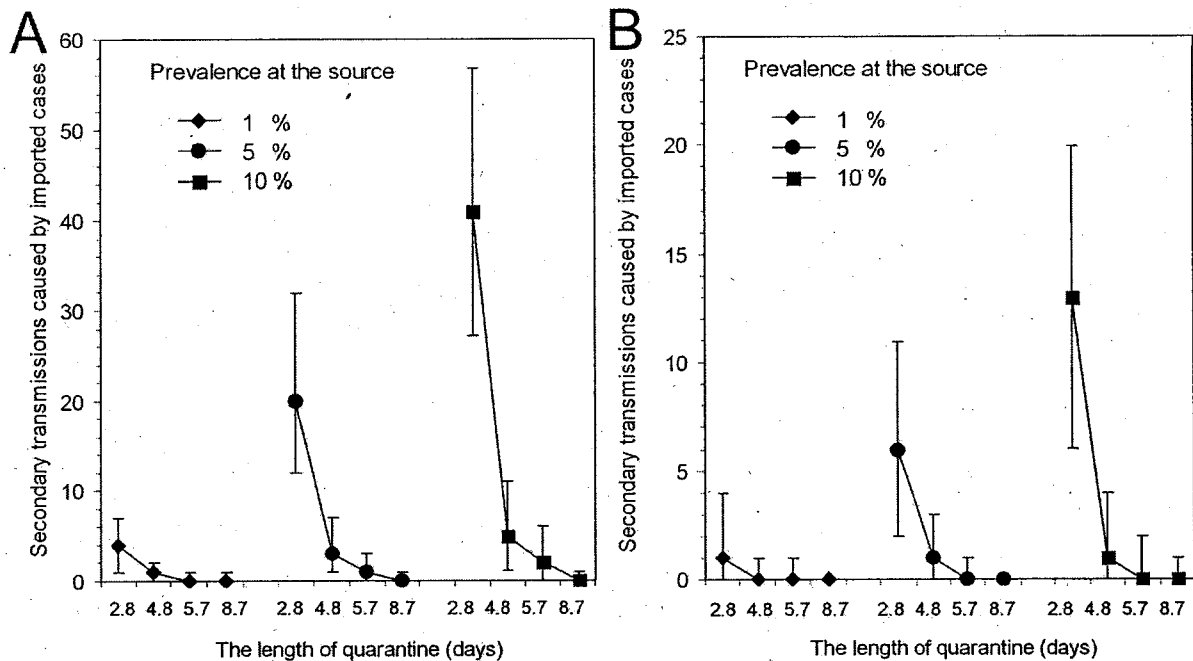 A
60
50
40
30
20
10
0
Secondary transmissions caused by imported cases
Prevalence at the source
1 %
5 %
10 %
2.8 4.8 5.7 8.7 2.8 4.8 5.7 8.7 2.8 4.8 5.7 8.7
The length of quarantine (days)
B
25
20
15
10
5
0
Secondary transmissions caused by imported cases
Prevalence at the source
1 %
5 %
10 %
2.8 4.8 5.7 8.7 2.8 4.8 5.7 8.7 2.8 4.8 5.7 8.7
The length of quarantine (days)